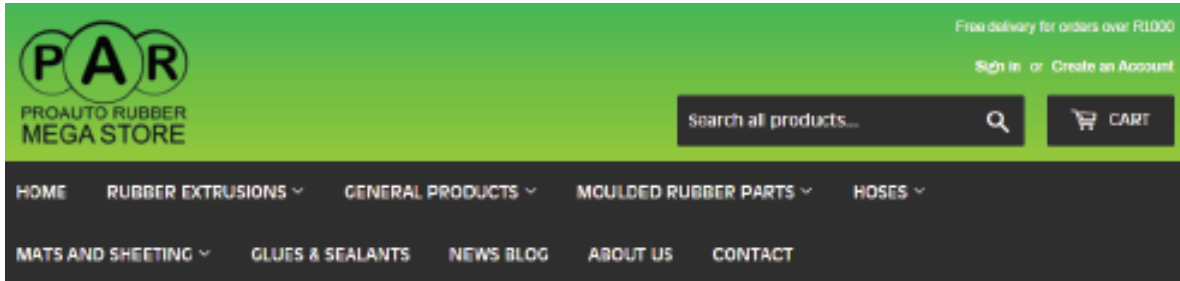 Free delivery for orders over R1000
PAR
Sign in or Create an Account
PROAUTO RUBBER
MEGA STORE
Search all products...
CART
HOME RUBBER EXTRUSIONS GENERAL PRODUCTS MOULDED RUBBER PARTS HOSES
MATS AND SHEETING GLUES & SEALANTS NEWS BLOG ABOUT US CONTACT